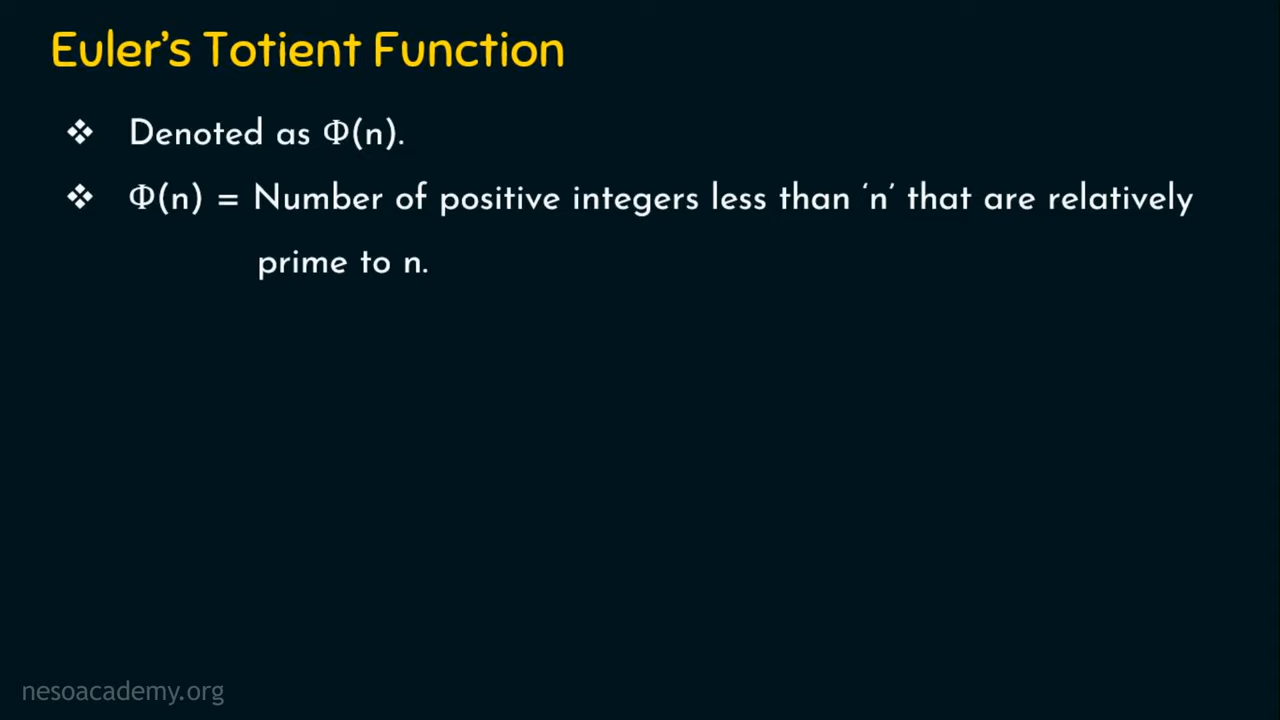 Euler’s Totient Function
❖ Denoted as Φ(n).
❖ Φ(n) = Number of positive integers less than ‘n’ that are relatively
prime to n.
nesoacademy.org